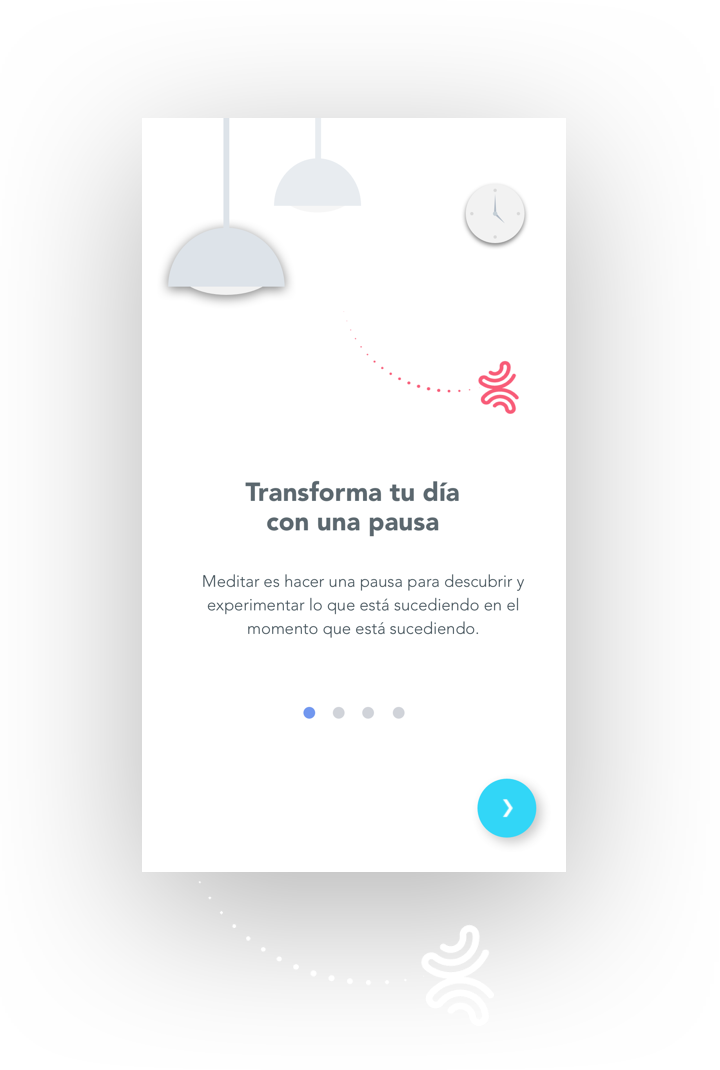 Transforma tu día
con una pausa
Meditar es hacer una pausa para descubrir y
experimentar lo que está sucediendo en el
momento que está sucediendo.